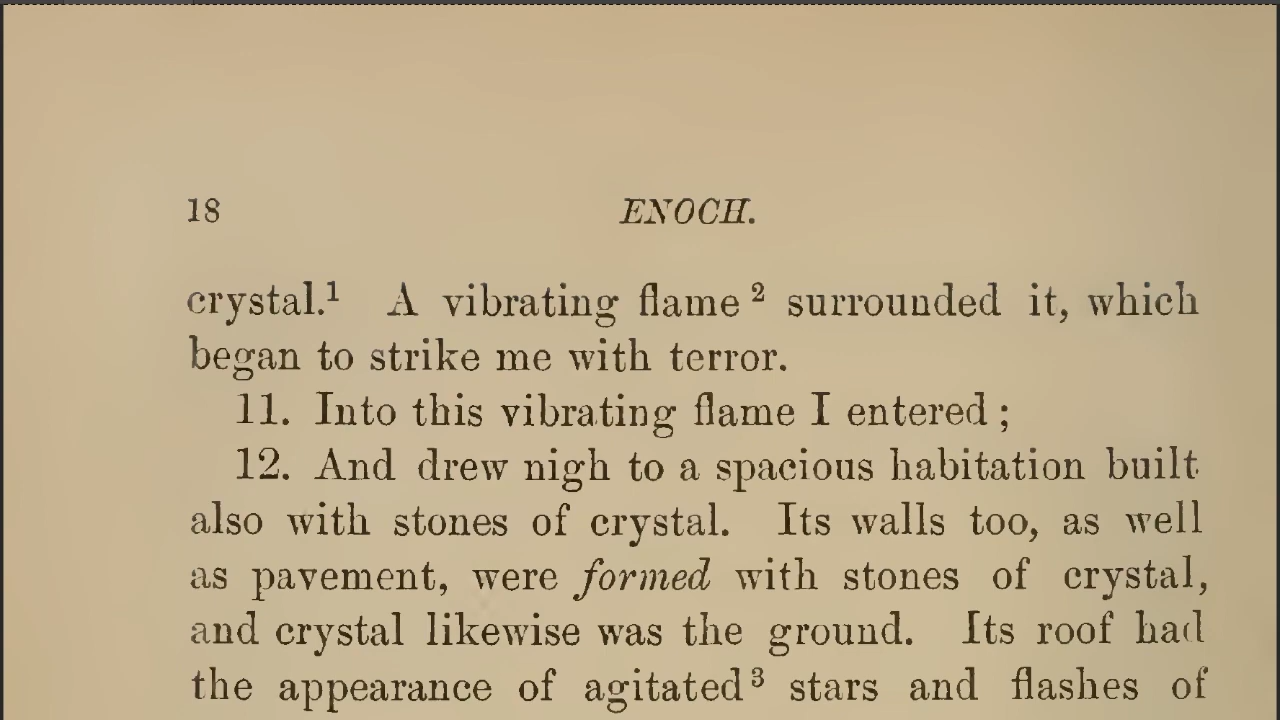 18 ENOCH.
crystal.¹ A vibrating flame ² surrounded it, which
began to strike me with terror.
11. Into this vibrating flame I entered ;
12. And drew nigh to a spacious habitation built
also with stones of crystal. Its walls too, as well
as pavement, were formed with stones of crystal,
and crystal likewise was the ground. Its roof had
the appearance of agitated ³ stars and flashes of